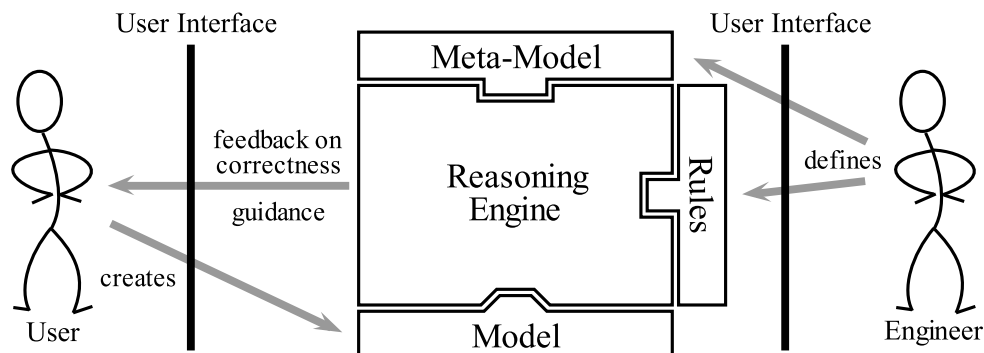 User Interface
User Interface
Meta-Model
feedback on
correctness
guidance
Reasoning
Engine
Rules
defines
creates
User
Model
Engineer